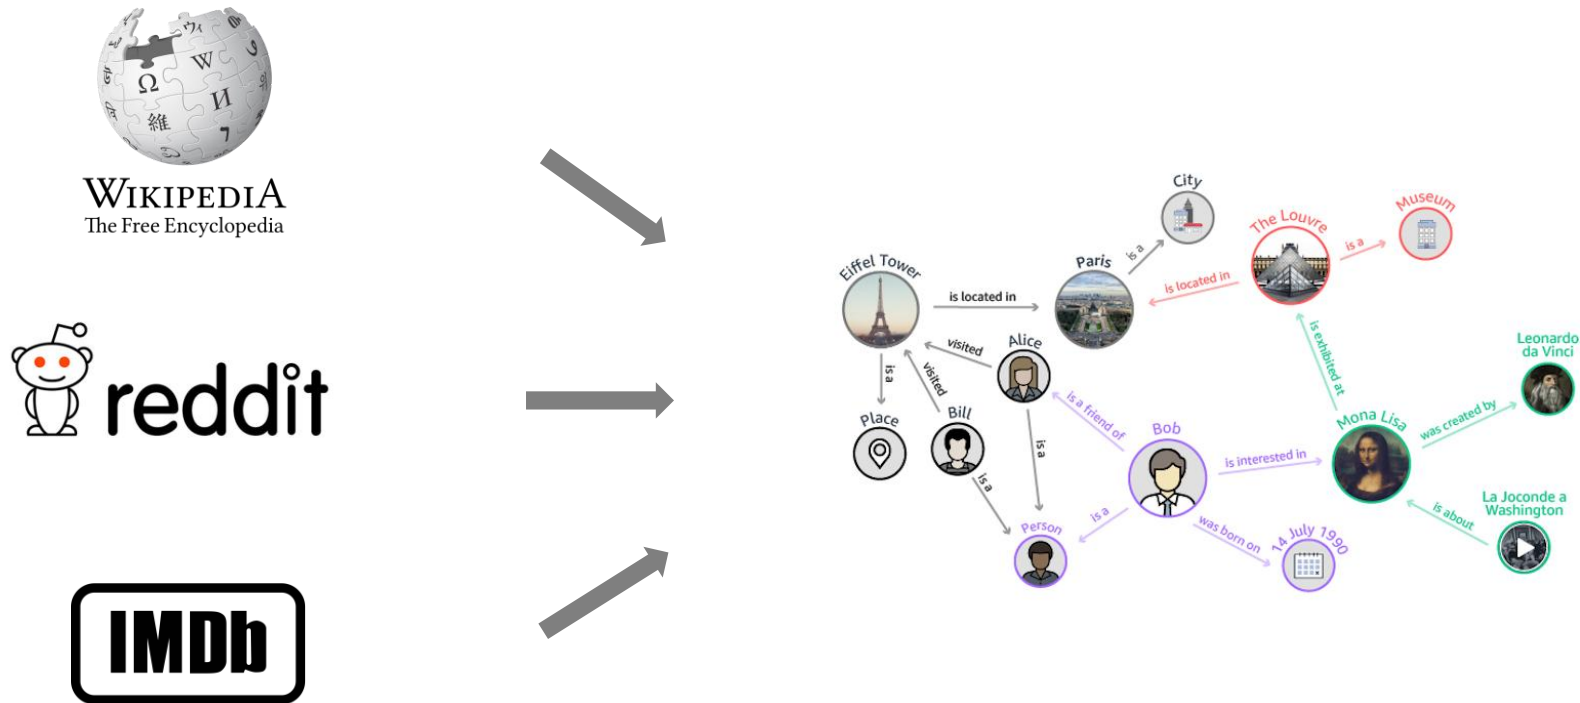 Ω
W
И
維
ウィ
WIKIPEDIA
The Free Encyclopedia
reddit
IMDb
City
is a
Museum
The Louvre
is a
Paris
is located in
Eiffel Tower
is located in
visited
Alice
visited
is a
Place
Bill
is a
is a
is a friend of
Bob
is interested in
is exhibited at
Mona Lisa
was created by
Leonardo
da Vinci
La Joconde a
Washington
is about
Person
is a
was born on
14 July 1990